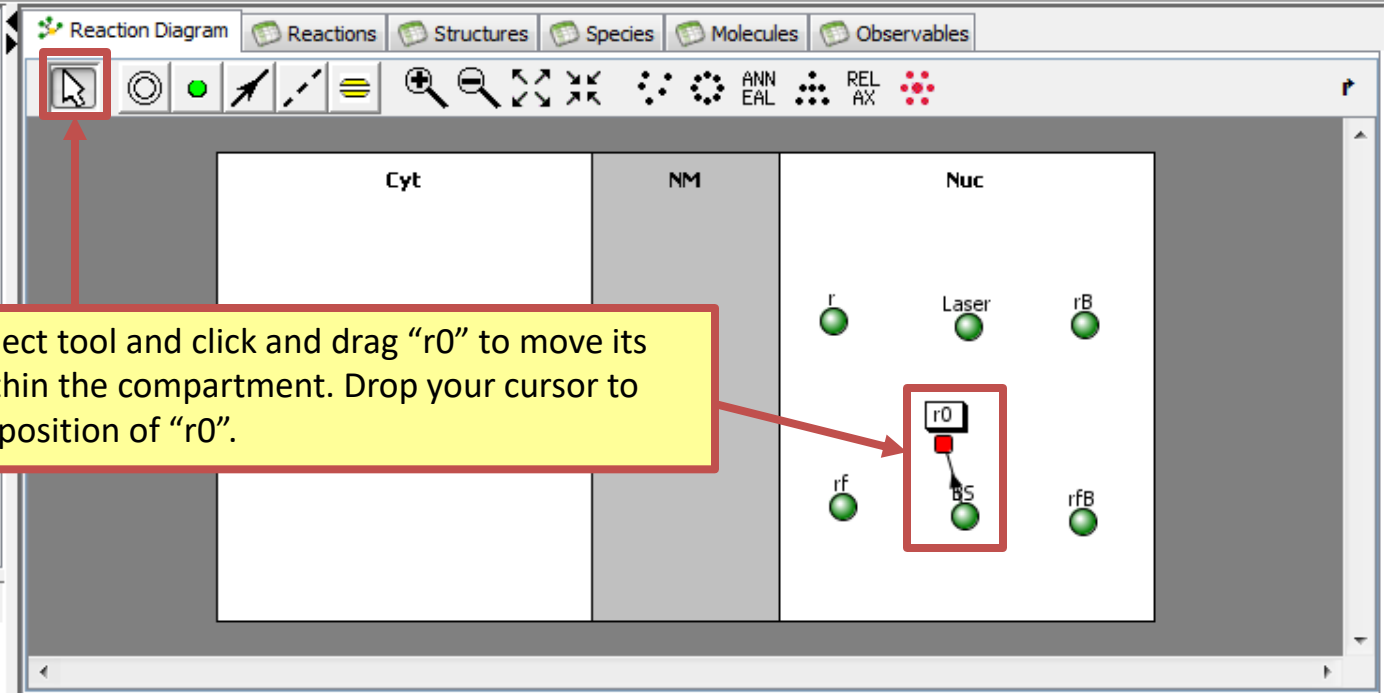 Reaction Diagram Reactions Structures Species Molecules Observables
ANN
EAL
REL
AX
Cyt NM Nuc
r Laser rB
ect tool and click and drag “r0” to move its
thin the compartment. Drop your cursor to
position of “r0”.
r0
rf BS rfB